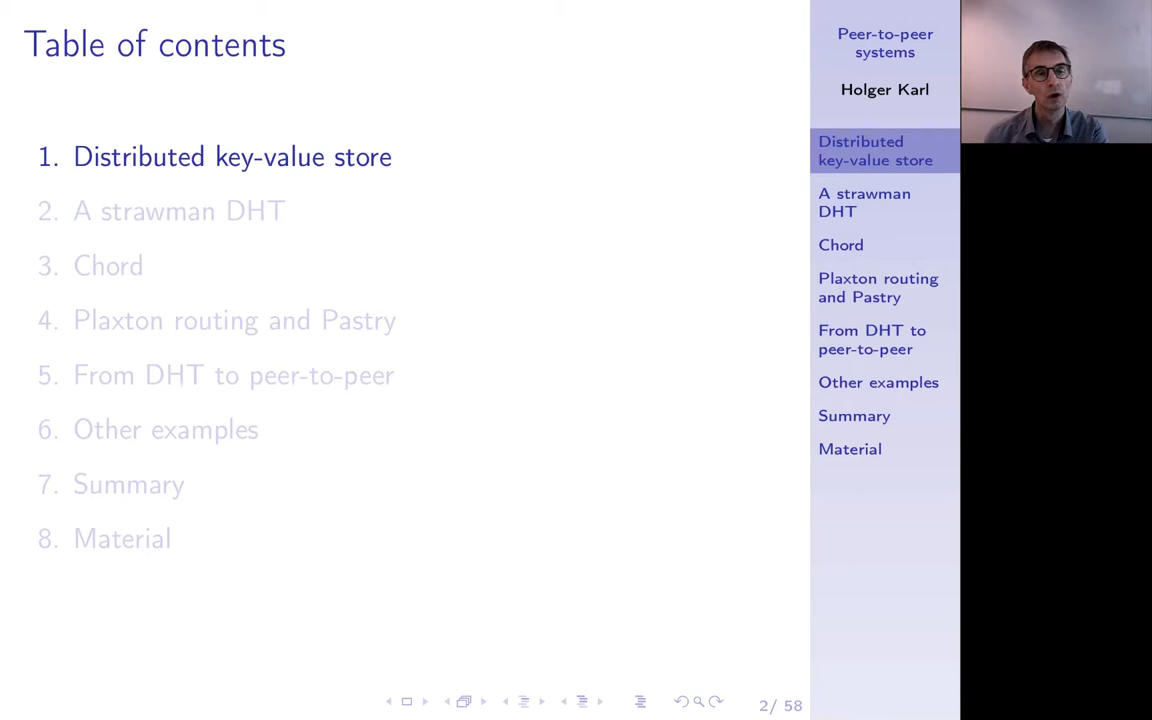 Table of contents
1. Distributed key-value store
2. A strawman DHT
3. Chord
4. Plaxton routing and Pastry
5. From DHT to peer-to-peer
6. Other examples
7. Summary
8. Material
2/ 58
Peer-to-peer
systems
Holger Karl
Distributed
key-value store
A strawman
DHT
Chord
Plaxton routing
and Pastry
From DHT to
peer-to-peer
Other examples
Summary
Material